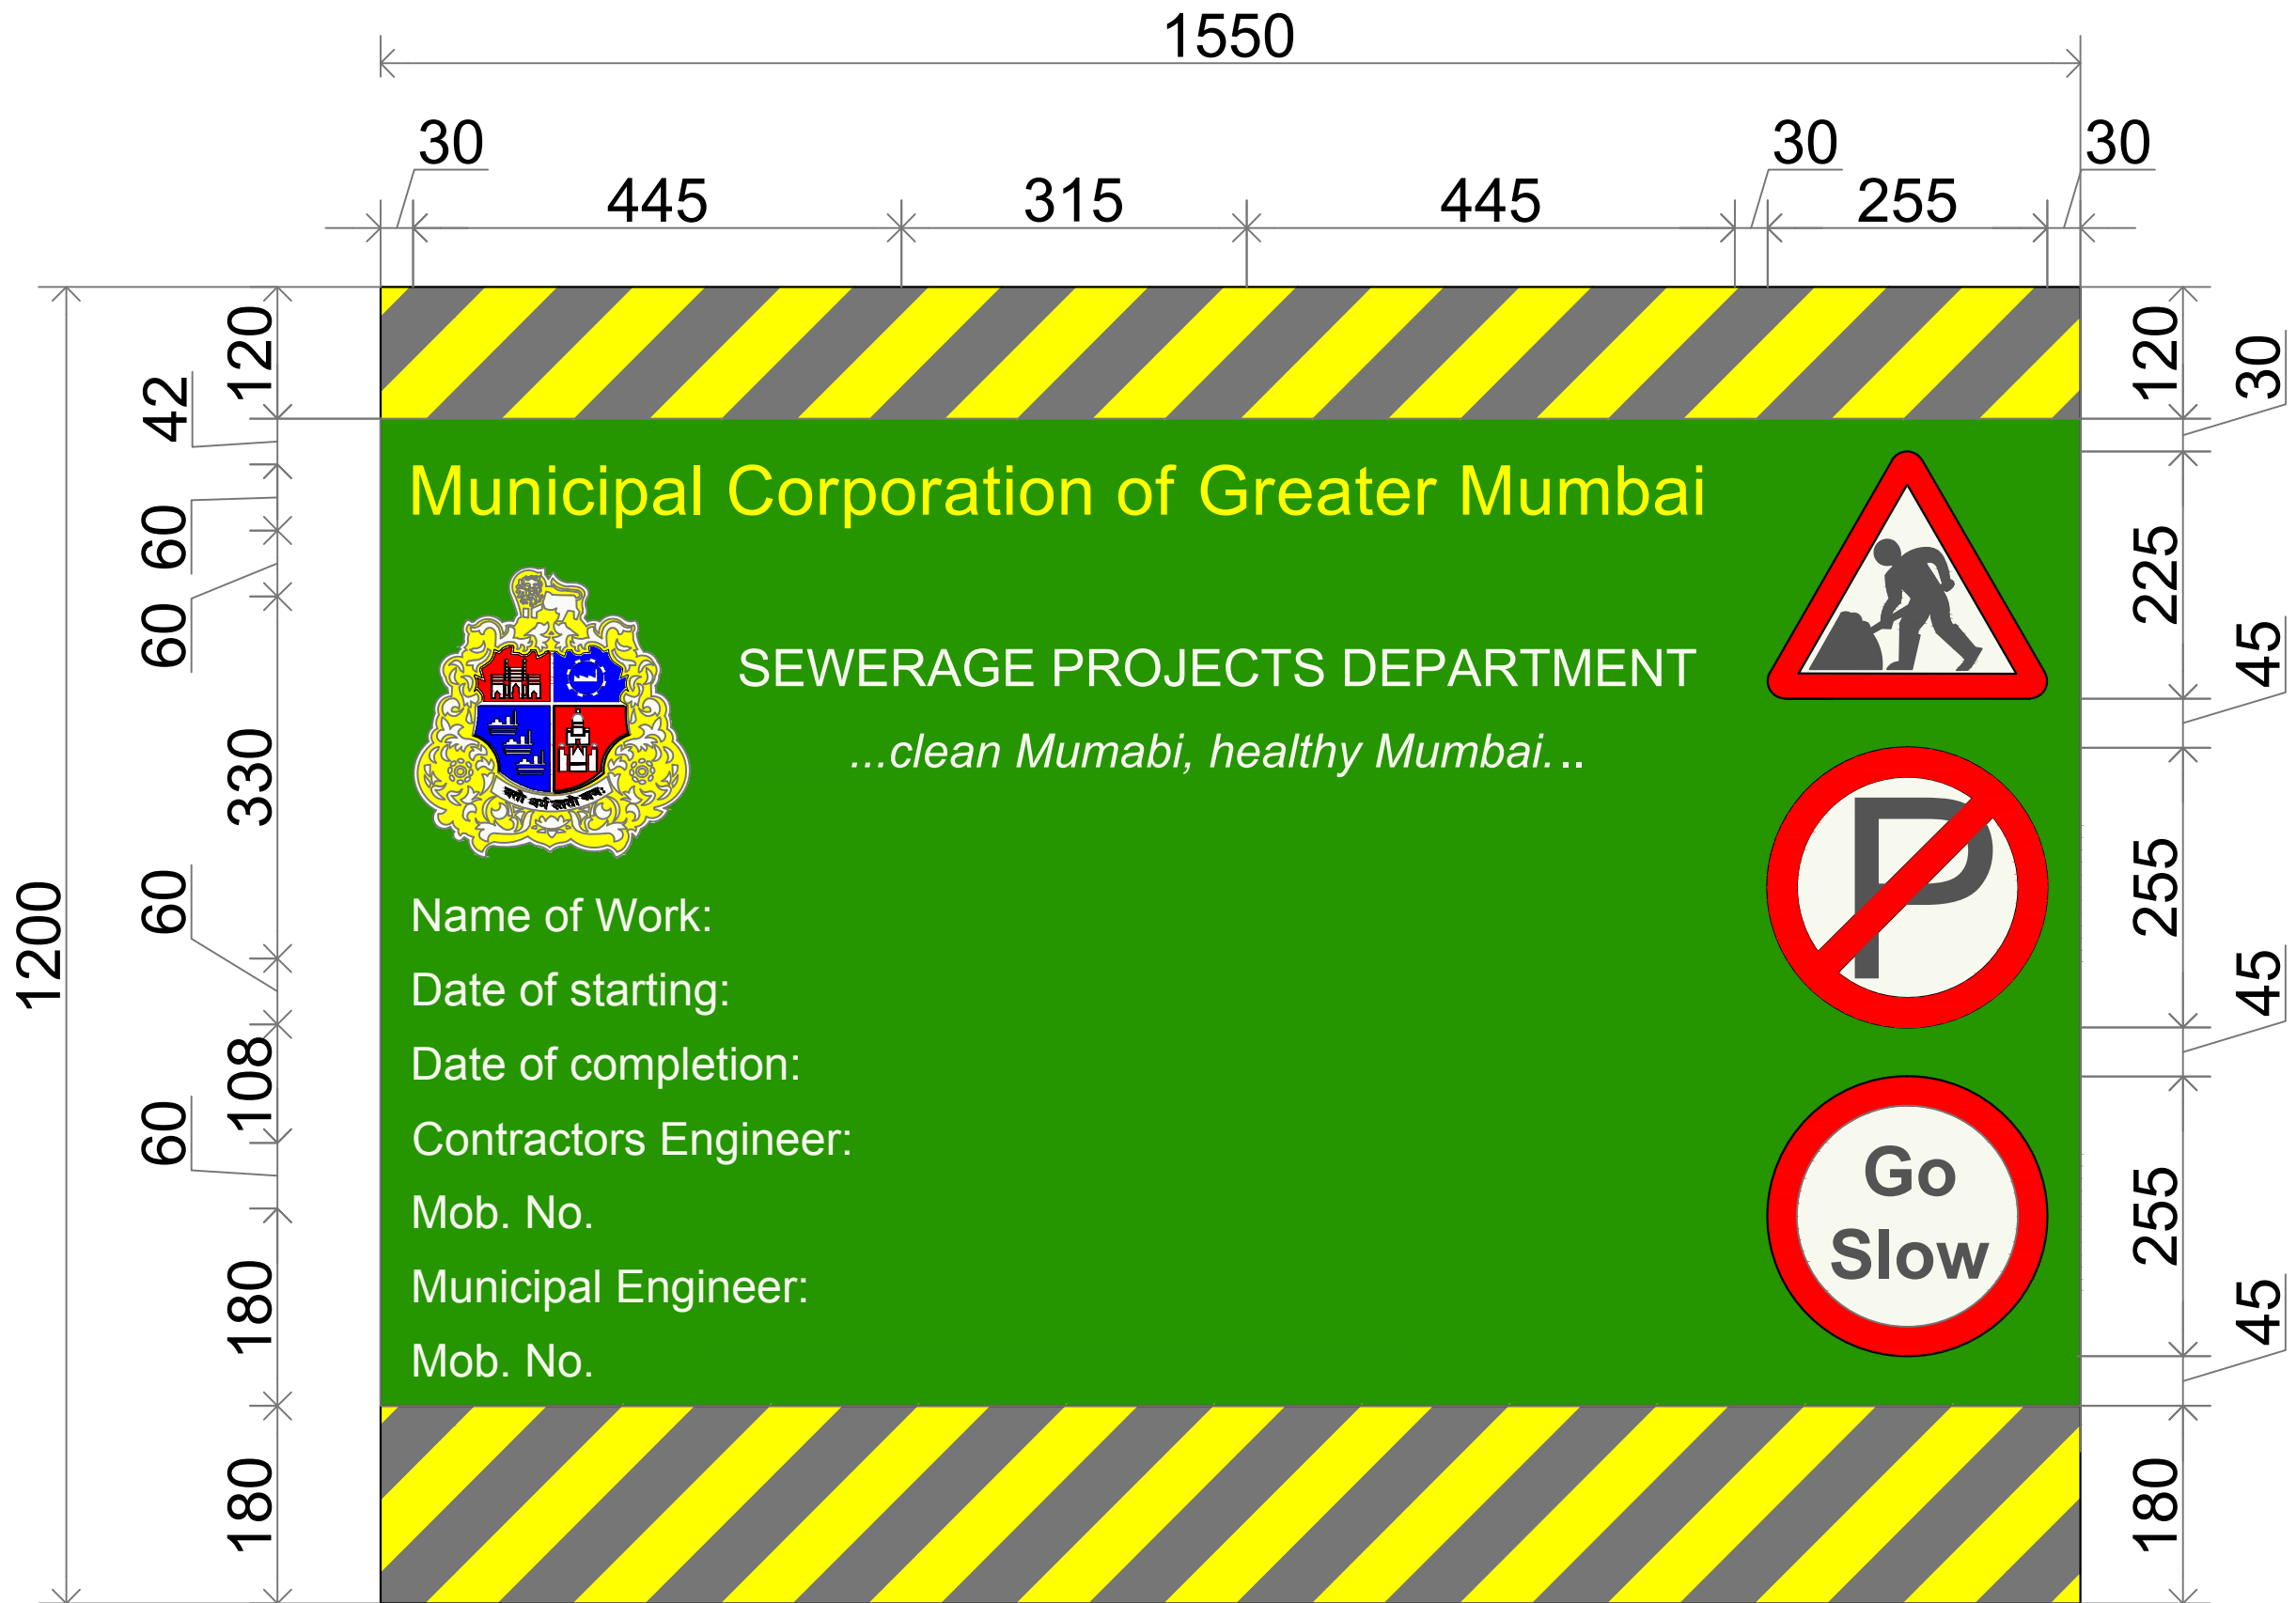 1550
30
30
30
445
315
445
255
120
42
60
60
330
60
108
60
180
180
1200
Municipal Corporation of Greater Mumbai
SEWERAGE PROJECTS DEPARTMENT
...clean Mumabi, healthy Mumbai...
Name of Work:
Date of starting:
Date of completion:
Contractors Engineer:
Mob. No.
Municipal Engineer:
Mob. No.
P
Go
Slow
120
30
225
45
255
45
255
45
180